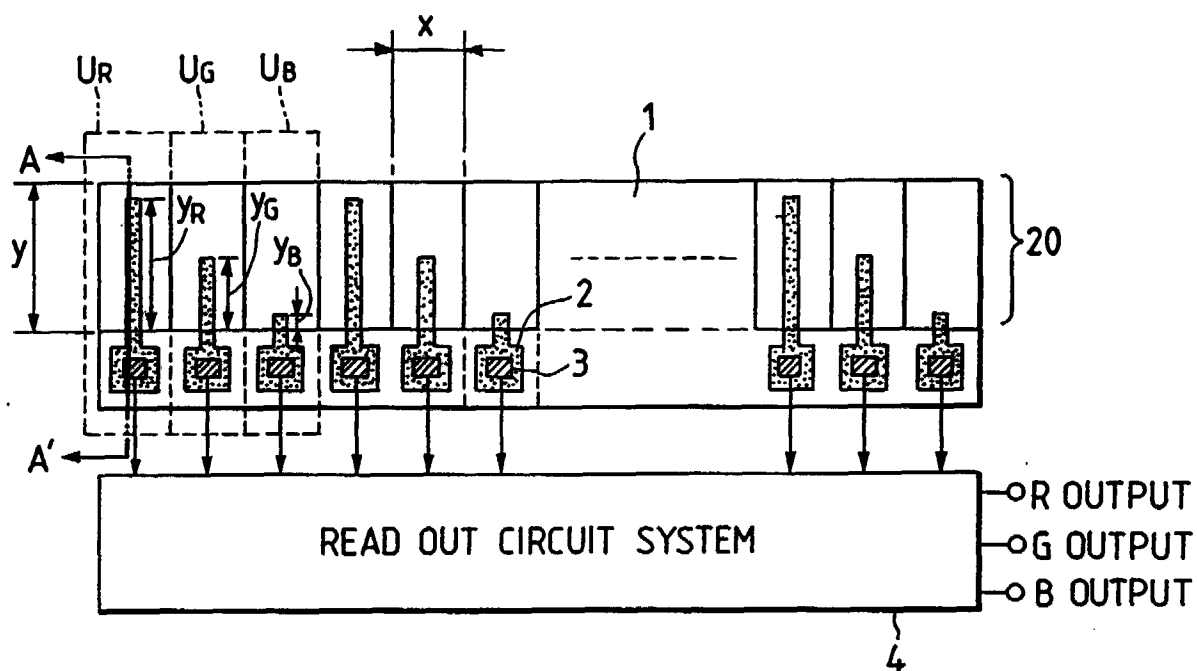 X
UR UG UB
1
A
yR yG yB
y
20
2
3
A'
READ OUT CIRCUIT SYSTEM
R OUTPUT
G OUTPUT
B OUTPUT
4